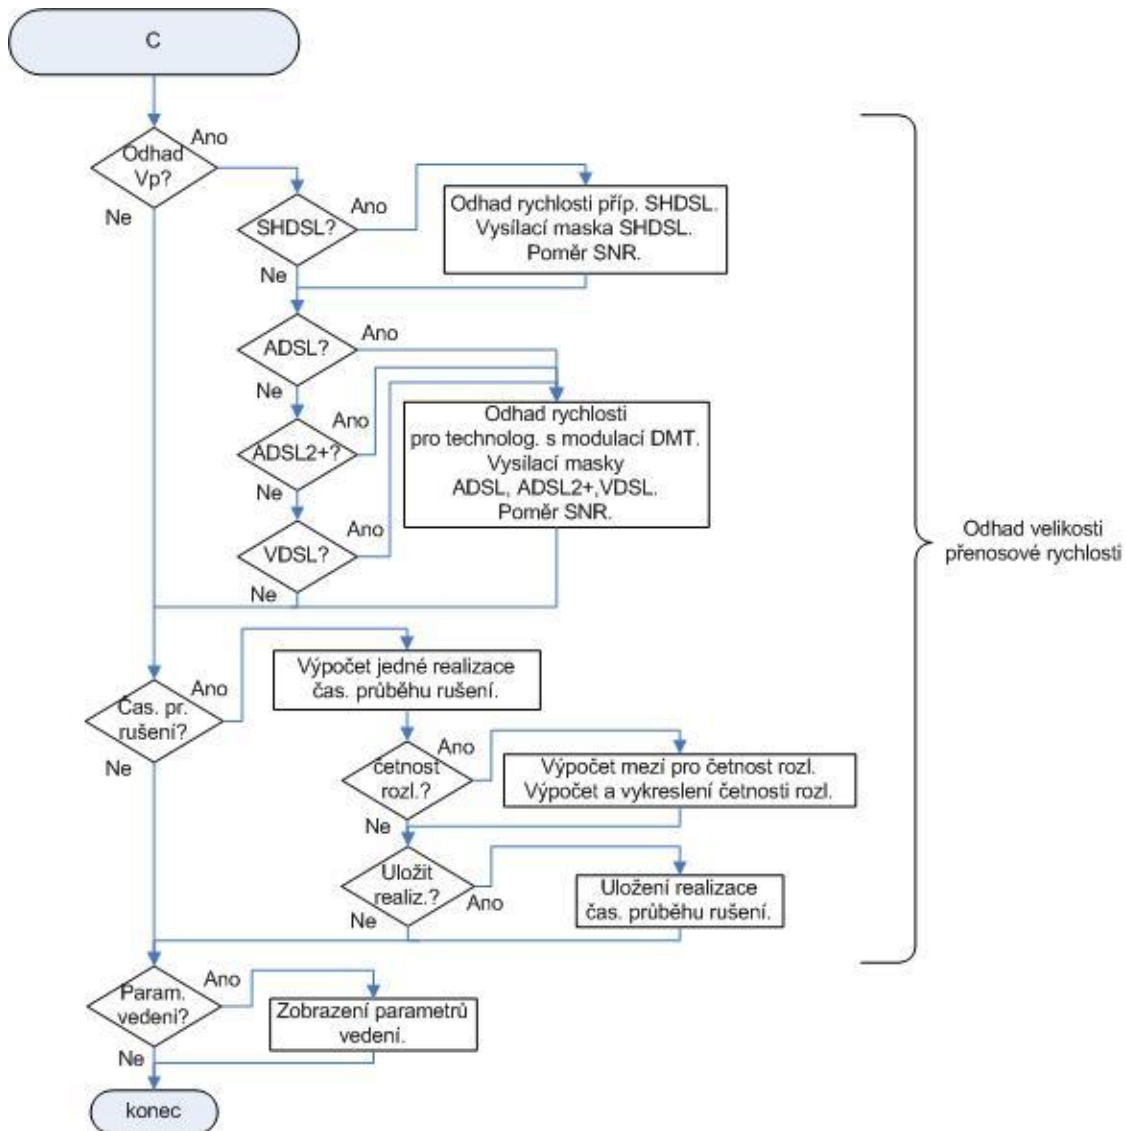 C
Odhad
Vp?
Ano
Ne
SHDSL?
Ano
Ne
Odhad rychlosti příp. SHDSL.
Vysílací maska SHDSL.
Poměr SNR.
ADSL?
Ano
Ne
ADSL2+?
Ano
Ne
VDSL?
Ano
Ne
Odhad rychlosti
pro technolog. s modulací DMT.
Vysílací masky
ADSL, ADSL2+,VDSL.
Poměr SNR.
Odhad velikosti
přenosové rychlosti
Čas. pr.
rušení?
Ano
Ne
Výpočet jedné realizace
čas. průběhu rušení.
četnost
rozl.?
Ano
Ne
Výpočet mezí pro četnost rozl.
Výpočet a vykreslení četnosti rozl.
Uložit
realiz.?
Ano
Ne
Uložení realizace
čas. průběhu rušení.
Param.
vedení?
Ano
Ne
Zobrazení parametrů
vedení.
konec